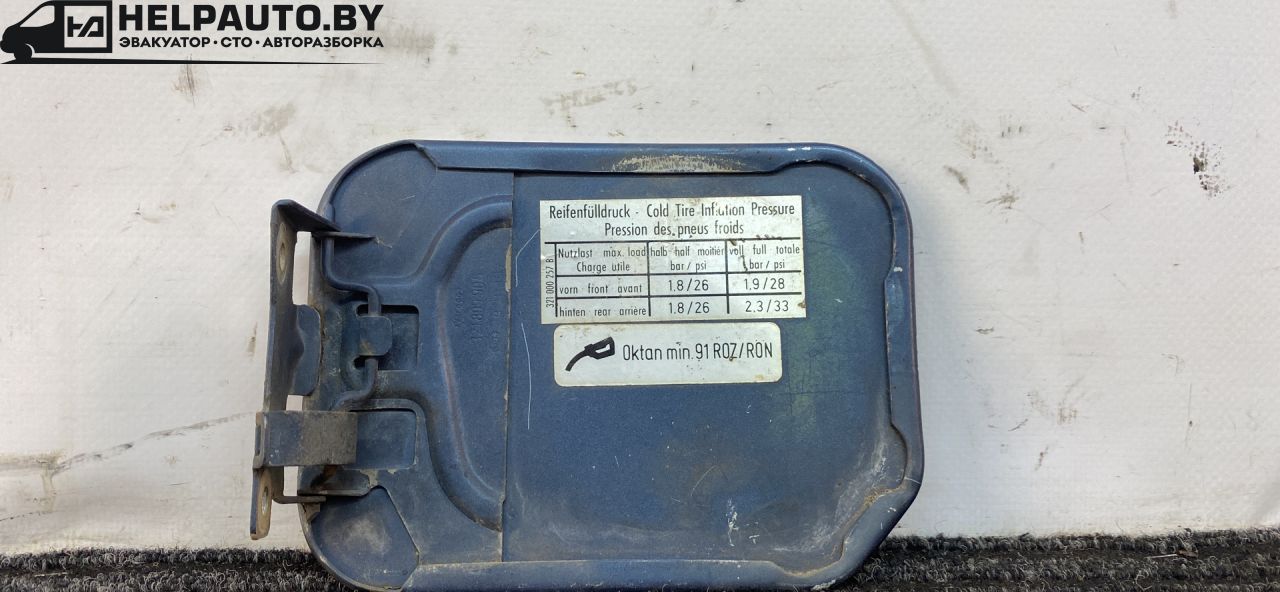 HELPAUTO.BY
ЭВАКУАТОР · СТО · АВТОРАЗБОРКА
Reifenfülldruck - Cold Tire Inflation Pressure
Pression des pneus froids
Nutzlast max. load halb half moitier voll full totale
Charge utile bar / psi bar / psi
vorn front avant 1.8/26 1.9/28
hinten rear arrière 1.8/26 2.3/33
321 000 257 B
Oktan min. 91 ROZ/RON